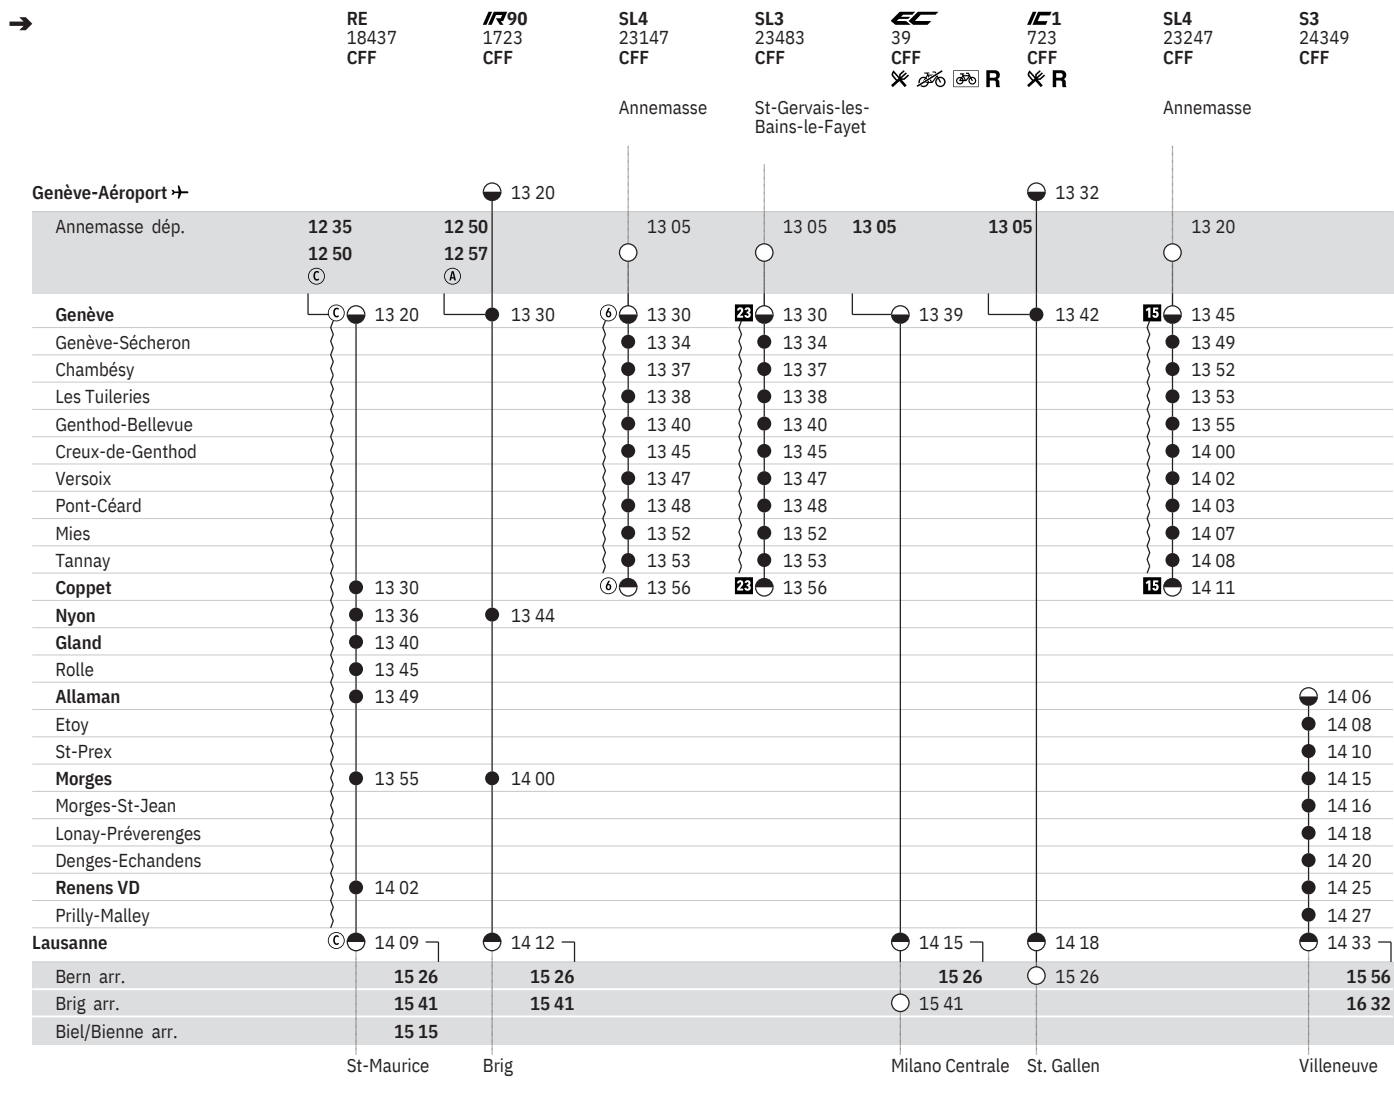 ➔ RE IR90 SL4 SL3 EC IC1 SL4 S3
18437 1723 23147 23483 39 723 23247 24349
CFF CFF CFF CFF CFF CFF CFF CFF
R R
Annemasse St-Gervais-les- Annemasse
Bains-le-Fayet
Genève-Aéroport 13 20 13 32
Annemasse dép. 12 35 12 50 13 05 13 05 13 05 13 05 13 20
12 50 12 57
Ⓒ Ⓐ
Genève Ⓒ 13 20 13 30 ⑥ 13 30 23 13 30 13 39 13 42 15 13 45
Genève-Sécheron 13 34 13 34 13 49
Chambésy 13 37 13 37 13 52
Les Tuileries 13 38 13 38 13 53
Genthod-Bellevue 13 40 13 40 13 55
Creux-de-Genthod 13 45 13 45 14 00
Versoix 13 47 13 47 14 02
Pont-Céard 13 48 13 48 14 03
Mies 13 52 13 52 14 07
Tannay 13 53 13 53 14 08
Coppet 13 30 ⑥ 13 56 23 13 56 15 14 11
Nyon 13 36 13 44
Gland 13 40
Rolle 13 45
Allaman 13 49 14 06
Etoy 14 08
St-Prex 14 10
Morges 13 55 14 00 14 15
Morges-St-Jean 14 16
Lonay-Préverenges 14 18
Denges-Echandens 14 20
Renens VD 14 02 14 25
Prilly-Malley 14 27
Lausanne Ⓒ 14 09 14 12 14 15 14 18 14 33
Bern arr. 15 26 15 26 15 26 15 26 15 56
Brig arr. 15 41 15 41 15 41 16 32
Biel/Bienne arr. 15 15
St-Maurice Brig Milano Centrale St. Gallen Villeneuve